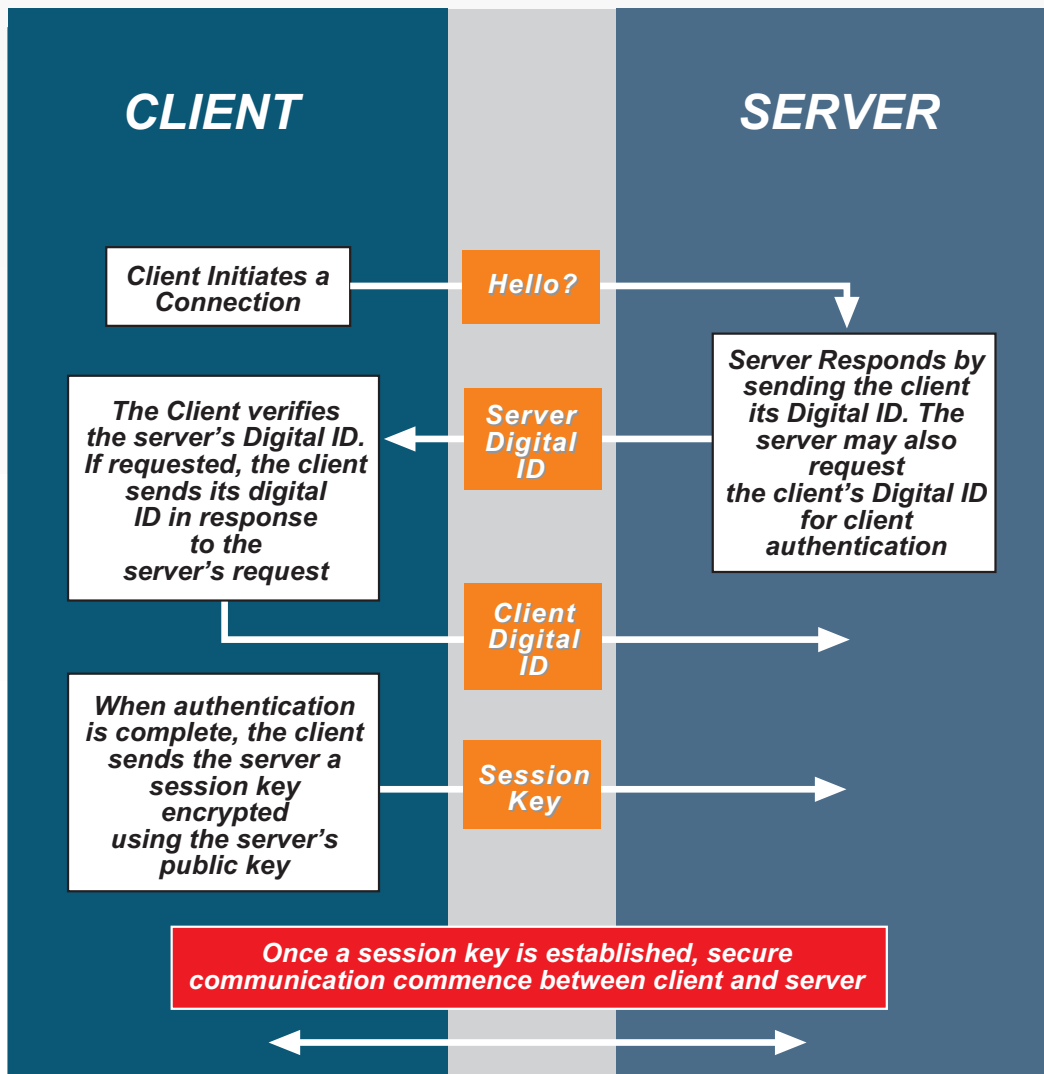 CLIENT
SERVER
Client Initiates a
Connection
Hello?
Server Responds by
sending the client
its Digital ID. The
server may also
request
the client's Digital ID
for client
authentication
Server
Digital
ID
The Client verifies
the server's Digital ID.
If requested, the client
sends its digital
ID in response
to the
server's request
Client
Digital
ID
When authentication
is complete, the client
sends the server a
session key
encrypted
using the server's
public key
Session
Key
Once a session key is established, secure
communication commence between client and server